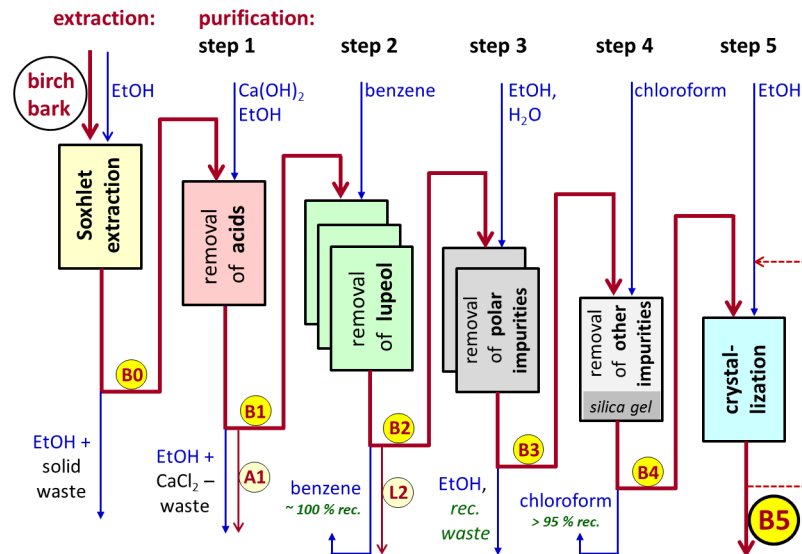 extraction:
purification:
step 1
step 2
step 3
step 4
step 5
birch
bark
EtOH
Ca(OH)2
EtOH
benzene
EtOH,
H2O
chloroform
EtOH
Soxhlet
extraction
removal
of acids
removal
of lupeol
removal
of polar
impurities
removal
of other
impurities
silica gel
crystal-
lization
B0
B1
B2
B3
B4
B5
EtOH +
solid
waste
EtOH +
CaCl2 –
waste
A1
benzene
~ 100 % rec.
L2
EtOH,
rec.
waste
chloroform
> 95 % rec.